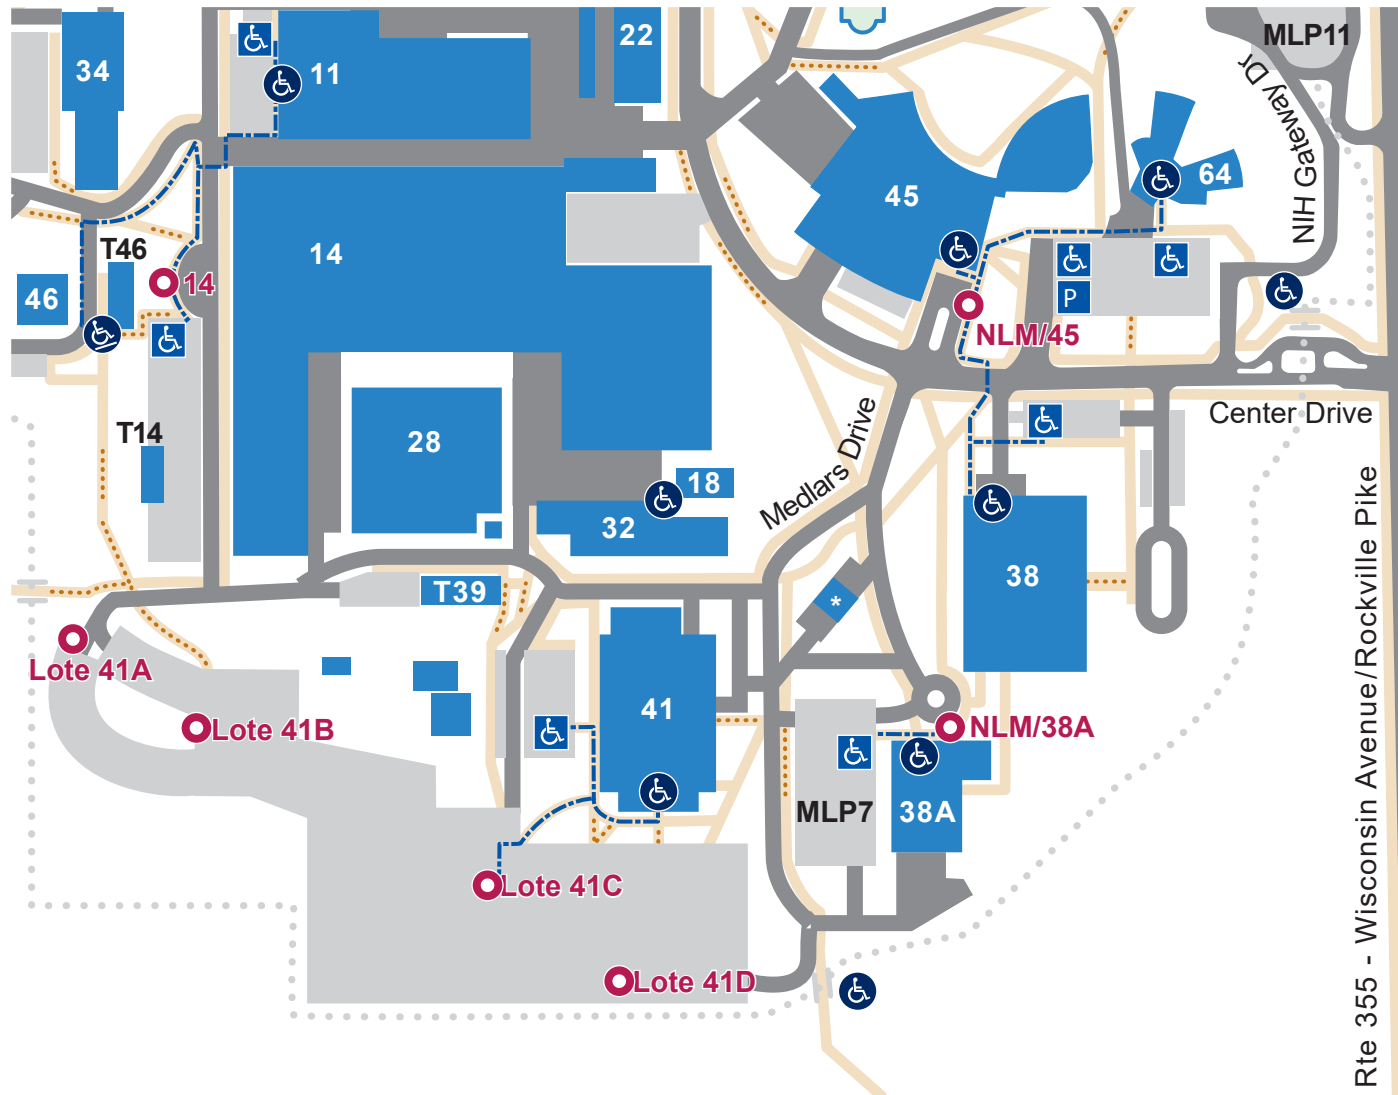 22
MLP11
34
11
NIH Gateway Dr
64
45
T46
14
14
46
P
NLM/45
Center Drive
Medlars Drive
T14
28
18
32
38
T39
*
Lote 41A
41
Lote 41B
NLM/38A
MLP7
38A
Lote 41C
Lote 41D
Rte 355 - Wisconsin Avenue/Rockville Pike